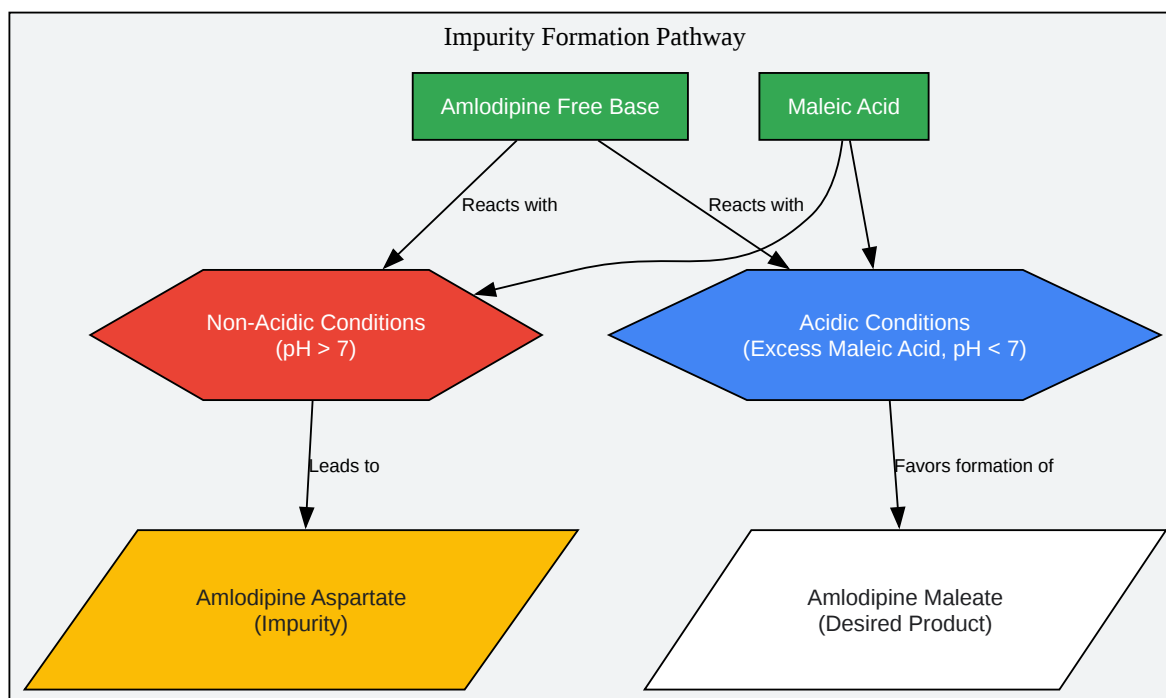 Impurity Formation Pathway
Amlodipine Free Base
Maleic Acid
Reacts with
Reacts with
Non-Acidic Conditions
(pH > 7)
Acidic Conditions
(Excess Maleic Acid, pH < 7)
Leads to
Favors formation of
Amlodipine Aspartate
(Impurity)
Amlodipine Maleate
(Desired Product)